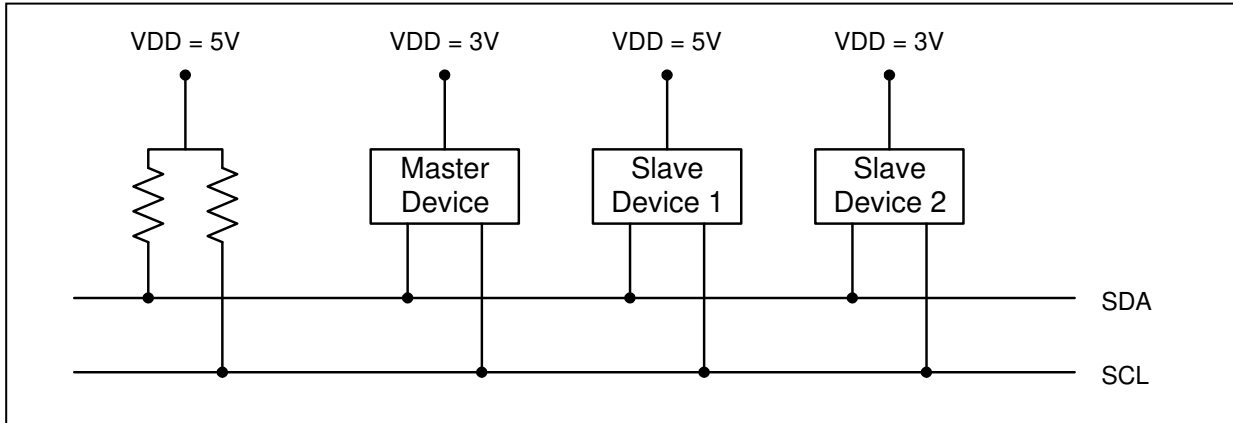 VDD = 5V
VDD = 3V
VDD = 5V
VDD = 3V
Master
Device
Slave
Device 1
Slave
Device 2
SDA
SCL